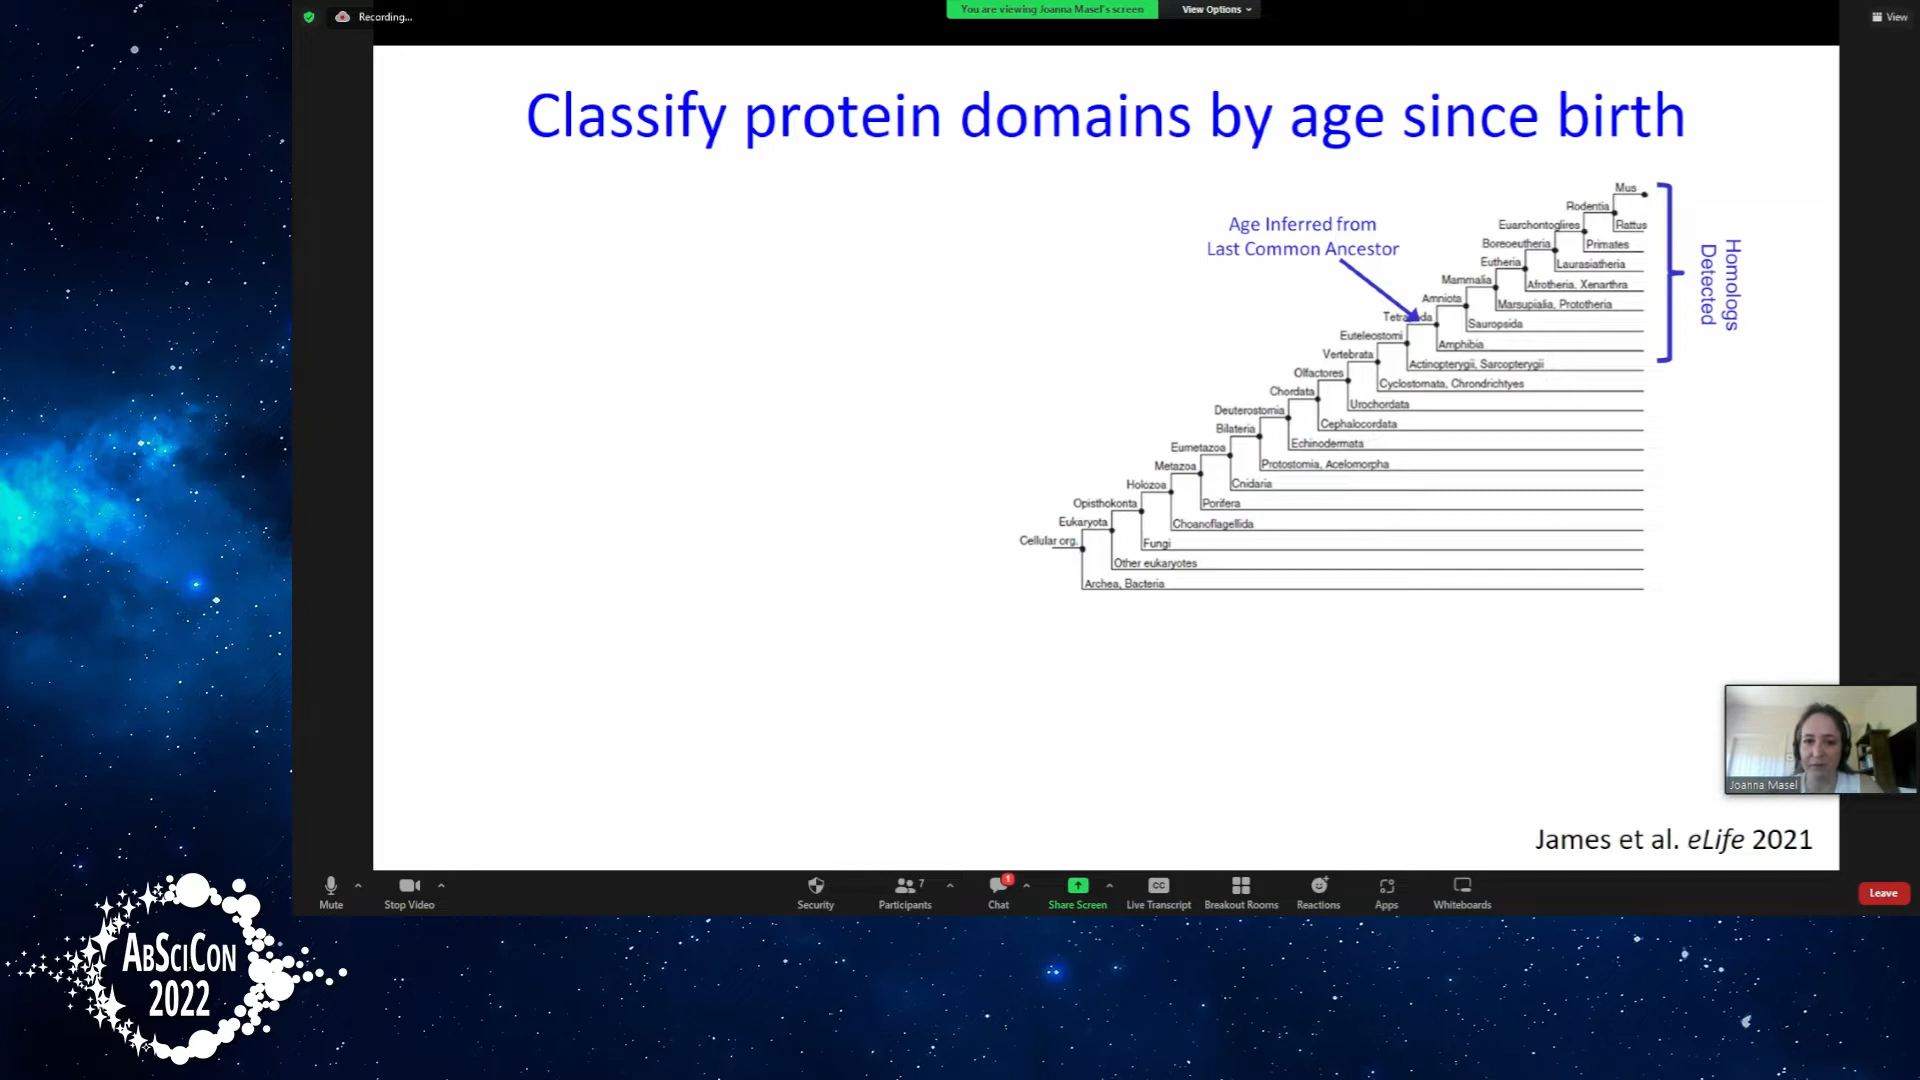 Recording...
You are viewing Joanna Masel's screen
View Options
View
Classify protein domains by age since birth
Age Inferred from
Last Common Ancestor
Mus
Rodentia
Rattus
Euarchontoglires
Primates
Boreoeutheria
Laurasiatheria
Eutheria
Afrotheria, Xenarthra
Mammalia
Marsupialia, Prototheria
Amniota
Sauropsida
Amphibia
Euteleostomi
Actinopterygii, Sarcopterygii
Vertebrata
Cyclostomata, Chrondrichtyes
Olfactores
Urochordata
Chordata
Cephalocordata
Deuterostomia
Echinodermata
Bilateria
Protostomia, Acelomorpha
Eumetazoa
Cnidaria
Metazoa
Porifera
Holozoa
Choanoflagellida
Opisthokonta
Fungi
Eukaryota
Other eukaryotes
Cellular org.
Archea, Bacteria
Homologs
Detected
Joanna Masel
James et al. eLife 2021
Mute
Stop Video
Security
7
Participants
1
Chat
Share Screen
CC
Live Transcript
Breakout Rooms
Reactions
Apps
Whiteboards
Leave
ABSCICON
2022